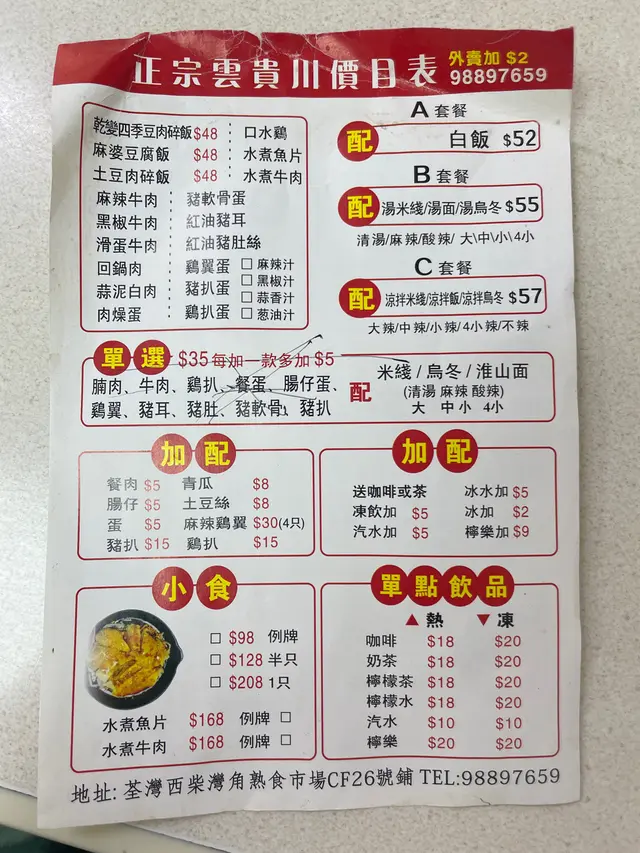 正宗雲貴川價目表
外賣加 $2
98897659
乾變四季豆肉碎飯 $48 : 口水鷄
麻婆豆腐飯 $48 : 水煮魚片
土豆肉碎飯 $48 : 水煮牛肉
麻辣牛肉 : 豬軟骨蛋
黑椒牛肉 : 紅油豬耳
滑蛋牛肉 : 紅油豬肚絲
回鍋肉 : 鷄翼蛋 □ 麻辣汁
□ 黑椒汁
蒜泥白肉 : 豬扒蛋 □ 蒜香汁
肉燥蛋 : 鷄扒蛋 □ 葱油汁
A 套餐
配 白飯 $52
B 套餐
配 湯米綫/湯面/湯烏冬 $55
清湯/麻辣/酸辣/ 大\中\小\4小
C 套餐
配 涼拌米綫/涼拌飯/涼拌烏冬 $57
大辣/中辣/小辣/4小辣/不辣
單選 $35每加一款多加 $5
腩肉、牛肉、鷄扒、餐蛋、腸仔蛋、
鷄翼、豬耳、豬肚、豬軟骨、豬扒
配 米綫 / 烏冬 / 淮山面
(清湯 麻辣 酸辣)
大 中 小 4小
加配
餐肉 $5 青瓜 $8
腸仔 $5 土豆絲 $8
蛋 $5 麻辣鷄翼 $30(4只)
豬扒 $15 鷄扒 $15
加配
送咖啡或茶 冰水加 $5
凍飲加 $5 冰加 $2
汽水加 $5 檸樂加 $9
小食
□ $98 例牌
□ $128 半只
□ $208 1只
水煮魚片 $168 例牌 □
水煮牛肉 $168 例牌 □
單點飲品
▲熱 ▼凍
咖啡 $18 $20
奶茶 $18 $20
檸檬茶 $18 $20
檸檬水 $18 $20
汽水 $10 $10
檸樂 $20 $20
地址: 荃灣西柴灣角熟食市場CF26號鋪 TEL:98897659